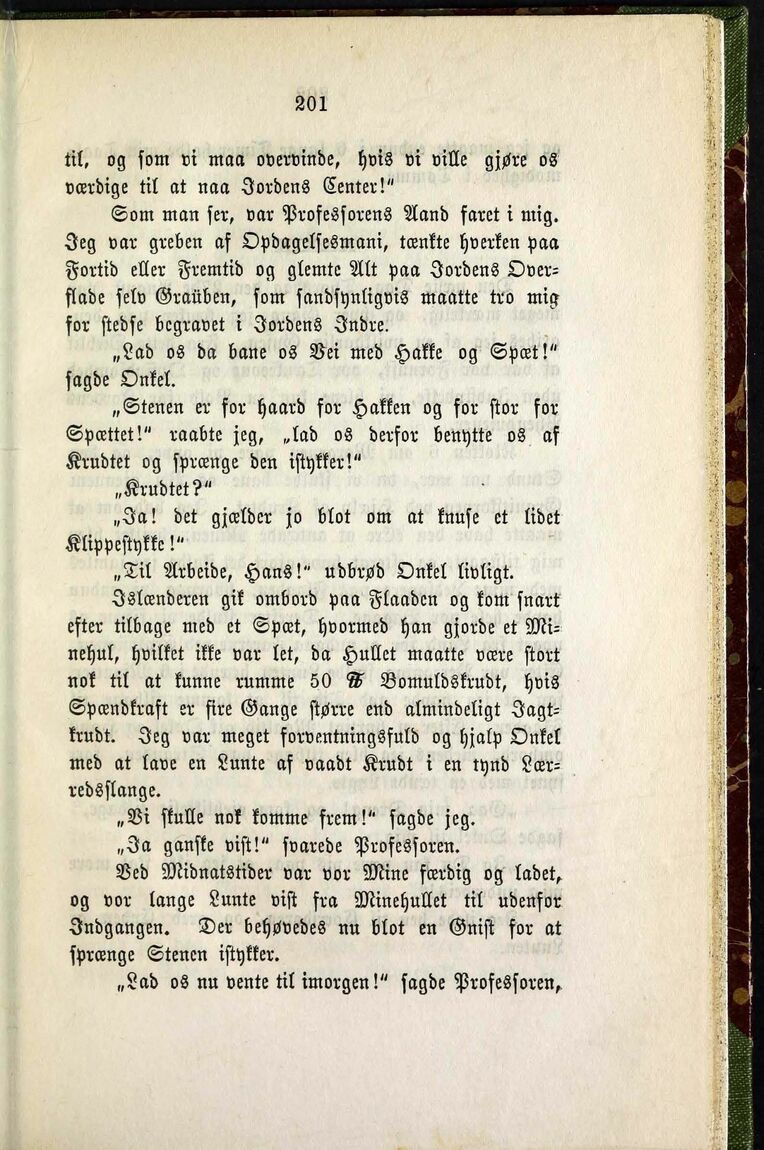 201
til, og som vi maa overvinde, hvis vi ville gjøre os
værdige til at naa Jordens Center!"
Som man ser, var Professorens Aand faret i mig.
Jeg var greben af Opdagelsesmani, tænkte hverken paa
Fortid eller Fremtid og glemte Alt paa Jordens Over-
flade selv Graüben, som sandsynligvis maatte tro mig
for stedse begravet i Jordens Indre.
„Lad os da bane os Vei med Hakke og Spæt!"
sagde Onkel.
„Stenen er for haard for Hakken og for stor for
Spættet!" raabte jeg, „lad os derfor benytte os af
Krudtet og sprænge den istykker!"
„Krudtet?"
„Ja! det gjælder jo blot om at knuse et lidet
Klippestykke!"
„Til Arbeide, Hans!" udbrød Onkel livligt.
Islænderen gik ombord paa Flaaden og kom snart
efter tilbage med et Spæt, hvormed han gjorde et Mi-
nehul, hvilket ikke var let, da Hullet maatte være stort
nok til at kunne rumme 50 ℔ Bomuldskrudt, hvis
Spændkraft er fire Gange større end almindeligt Jagt-
krudt. Jeg var meget forventningsfuld og hjalp Onkel
med at lave en Lunte af vaadt Krudt i en tynd Lær-
redsslange.
„Vi skulle nok komme frem!" sagde jeg.
„Ja ganske vist!" svarede Professoren.
Ved Midnatstider var vor Mine færdig og ladet,
og vor lange Lunte vist fra Minehullet til udenfor
Indgangen. Der behøvedes nu blot en Gnist for at
sprænge Stenen istykker.
„Lad os nu vente til imorgen!" sagde Professoren,